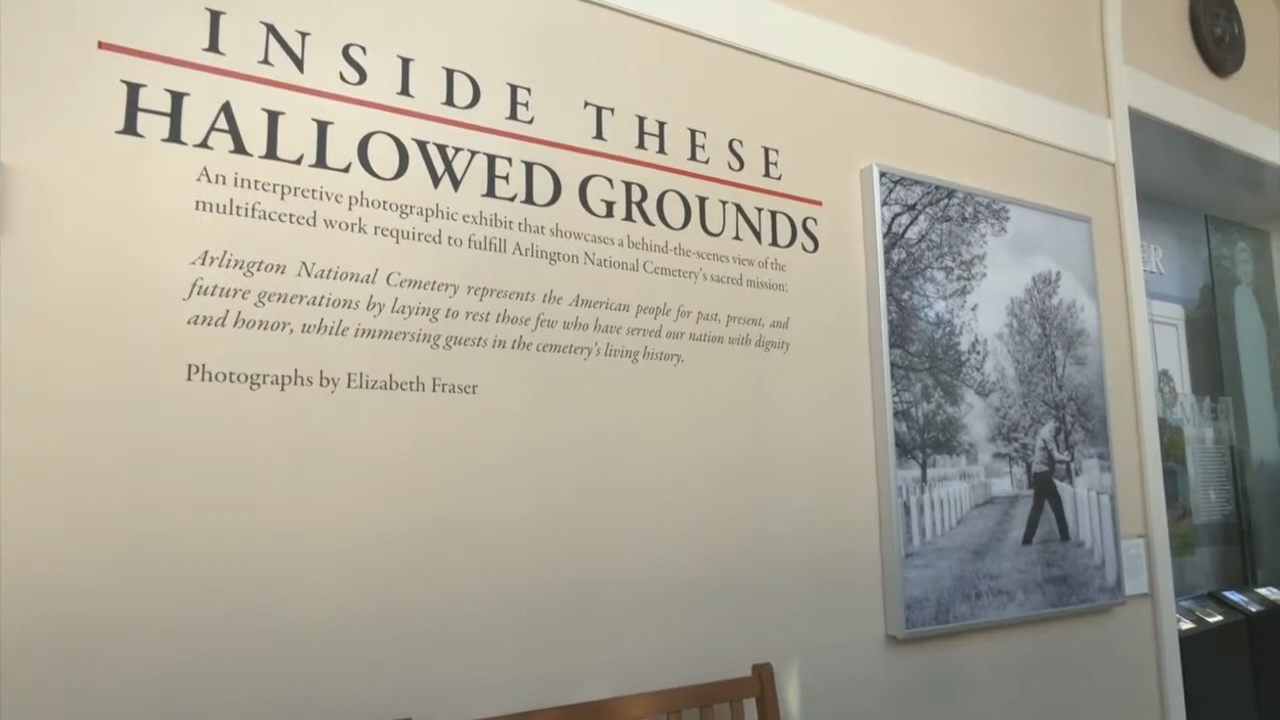 INSIDE THESE
HALLOWED GROUNDS
An interpretive photographic exhibit that showcases a behind-the-scenes view of the
multifaceted work required to fulfill Arlington National Cemetery's sacred mission:
Arlington National Cemetery represents the American people for past, present, and
future generations by laying to rest those few who have served our nation with dignity
and honor, while immersing guests in the cemetery's living history.
Photographs by Elizabeth Fraser